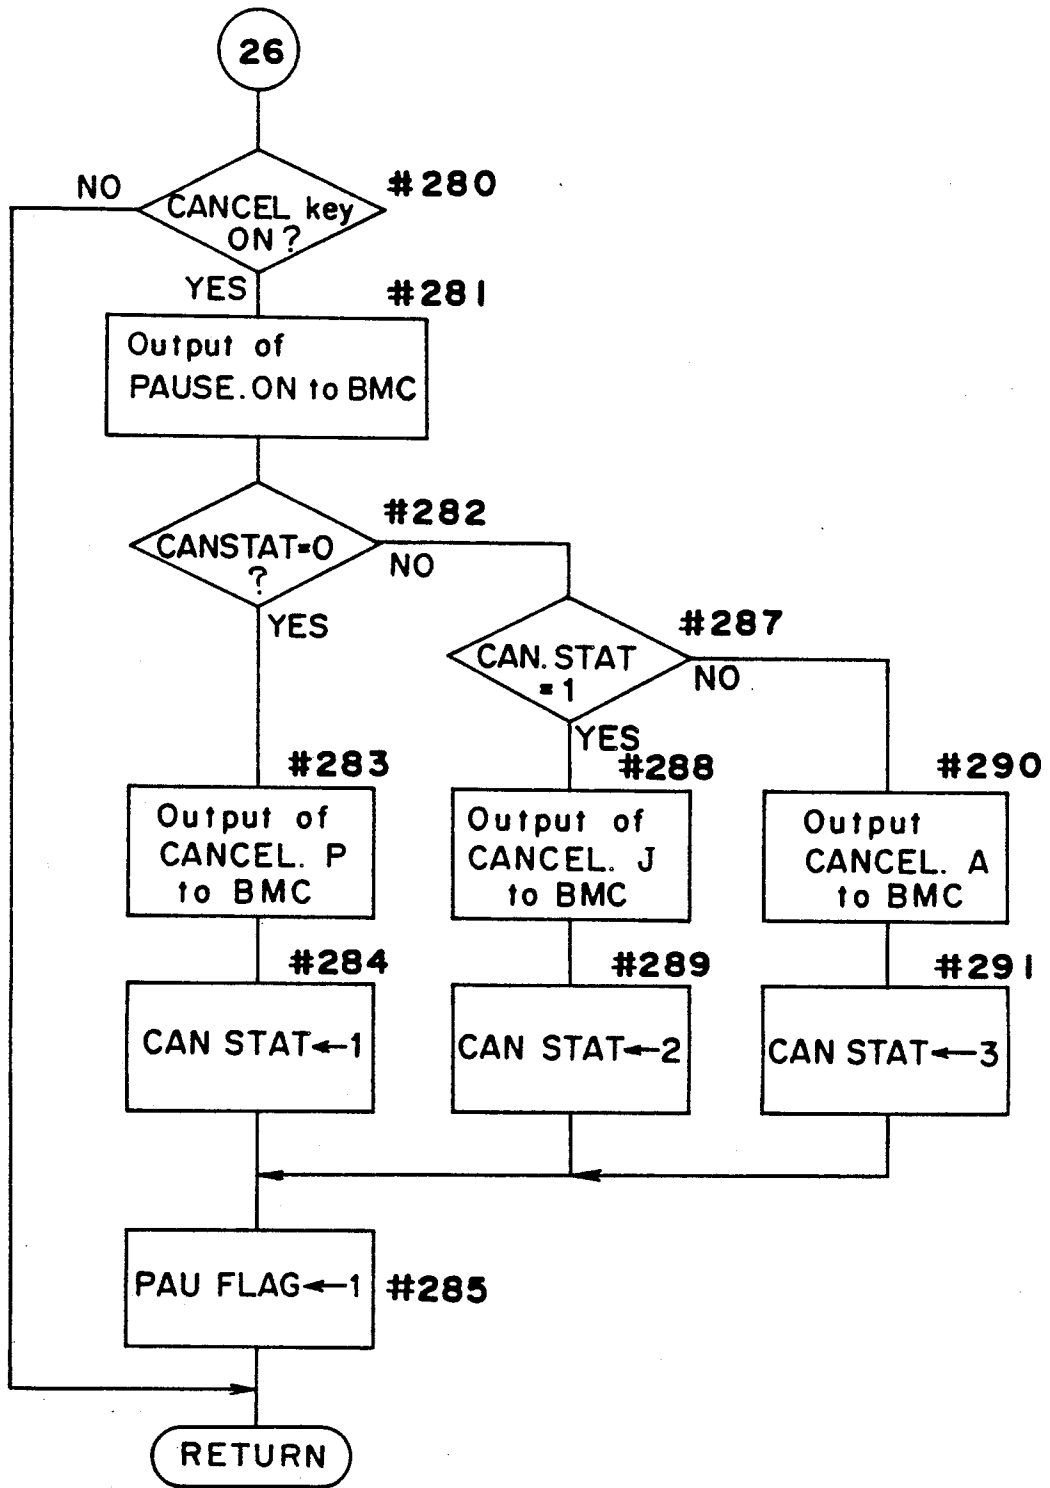 26
NO
#280
CANCEL key
ON?
YES
#281
Output of
PAUSE.ON to BMC
#282
CANSTAT=0
?
NO
YES
#287
CAN. STAT
=1
NO
YES
#283
Output of
CANCEL. P
to BMC
#288
Output of
CANCEL. J
to BMC
#290
Output
CANCEL. A
to BMC
#284
CAN STAT←1
#289
CAN STAT←2
#291
CAN STAT←3
PAU FLAG←1
#285
RETURN